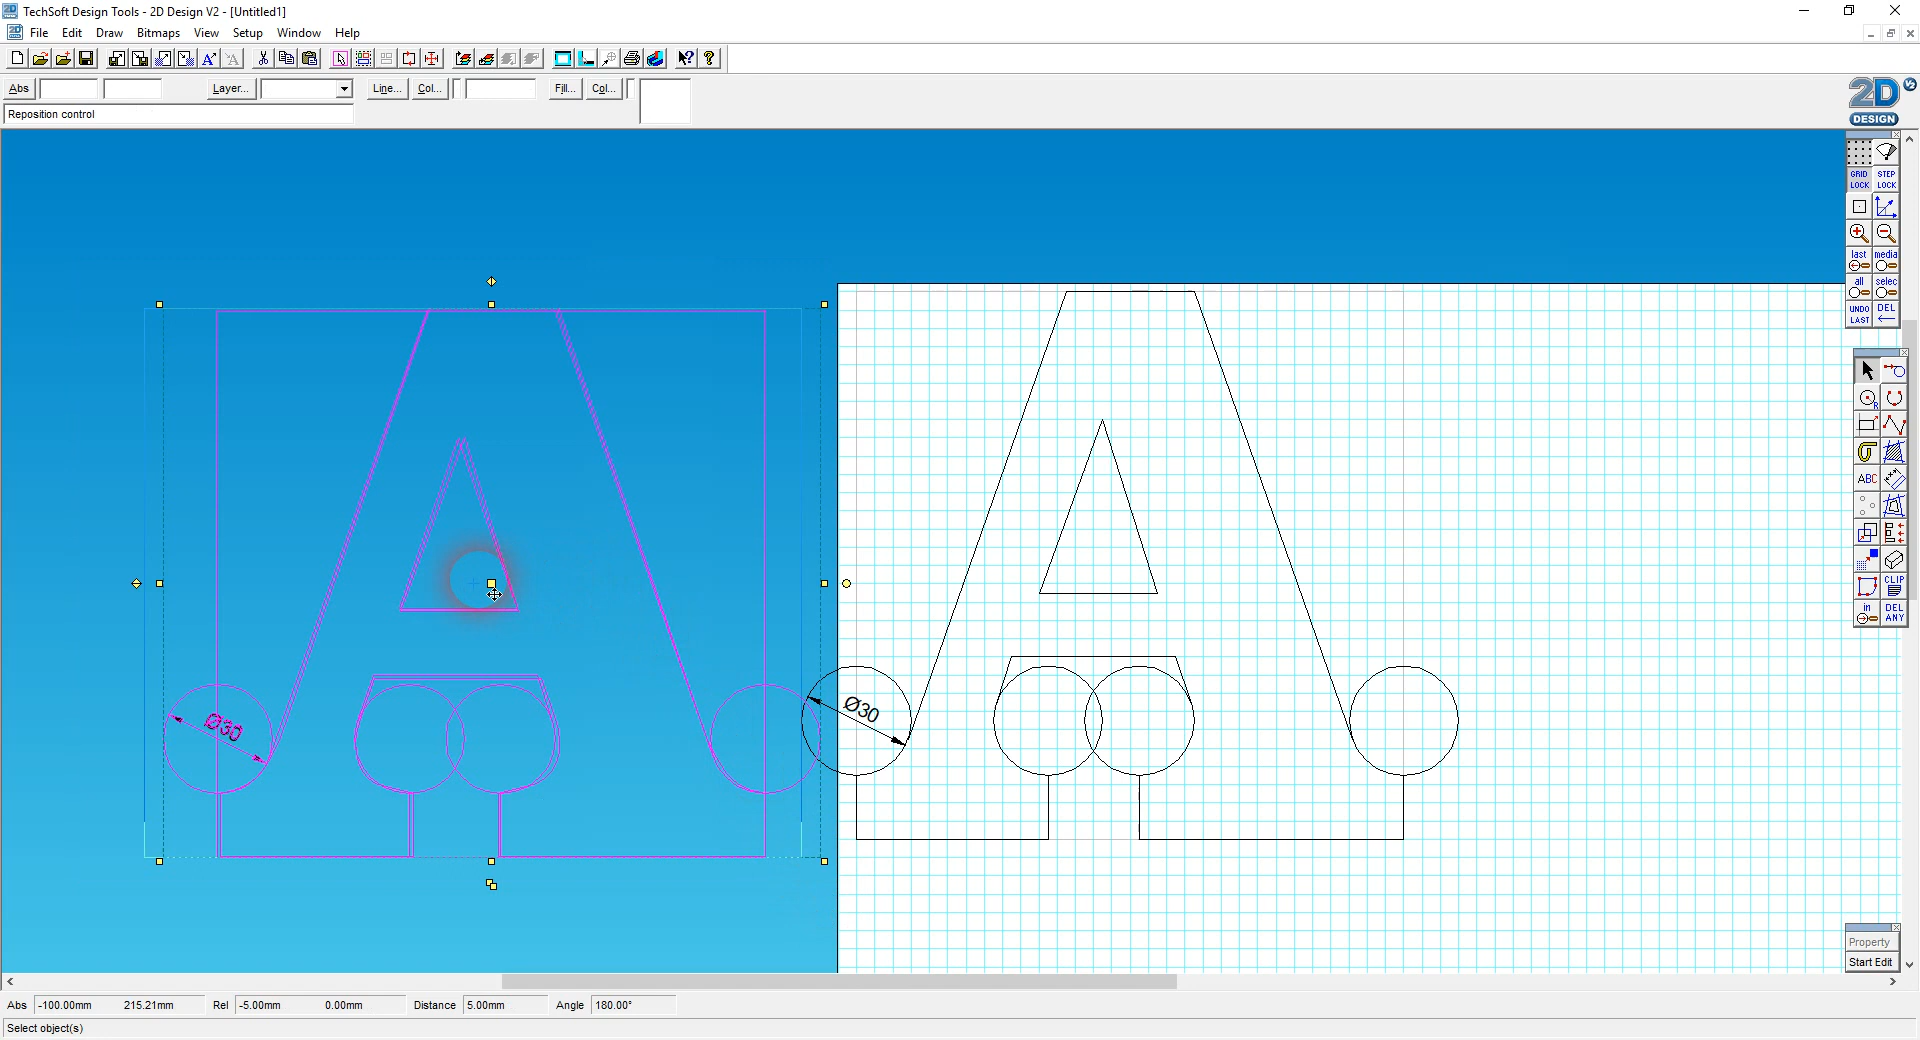 TechSoft Design Tools - 2D Design V2 - [Untitled1]
File Edit Draw Bitmaps View Setup Window Help
Abs Layer... Line... Col... Fill... Col...
Reposition control
2D V2
DESIGN
GRID LOCK STEP LOCK
last media
all selec
UNDO LAST DEL
ABC
CLIP
in DEL ANY
Ø30
Ø30
Property
Start Edit
Abs -100.00mm 215.21mm Rel -5.00mm 0.00mm Distance 5.00mm Angle 180.00°
Select object(s)